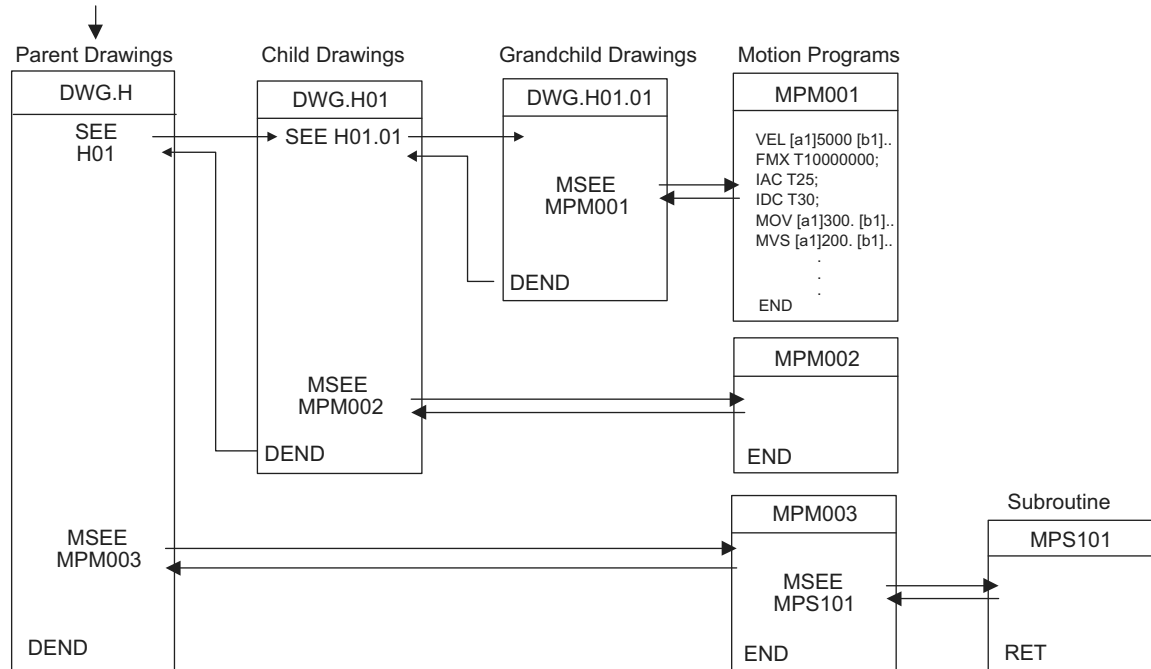 Parent Drawings
DWG.H
SEE
H01
MSEE
MPM003
DEND
Child Drawings
DWG.H01
SEE H01.01
MSEE
MPM002
DEND
Grandchild Drawings
DWG.H01.01
MSEE
MPM001
DEND
Motion Programs
MPM001
VEL [a1]5000 [b1]..
FMX T10000000;
IAC T25;
IDC T30;
MOV [a1]300. [b1]..
MVS [a1]200. [b1]..
.
.
.
END
MPM002
END
MPM003
MSEE
MPS101
END
Subroutine
MPS101
RET